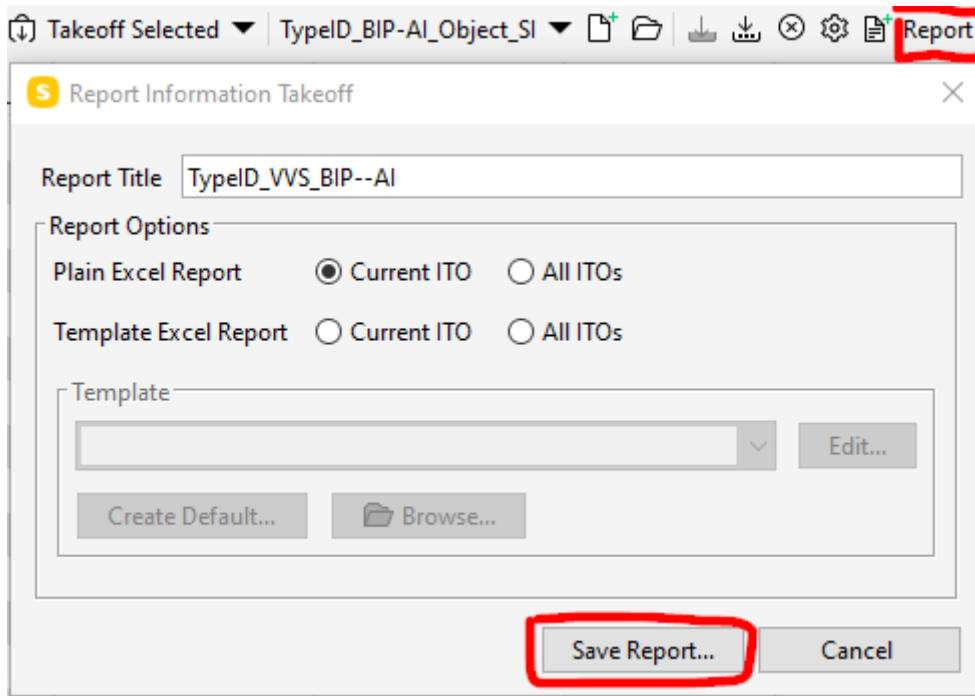 Takeoff Selected TypeID_BIP-AI_Object_SI Report
S Report Information Takeoff
Report Title TypeID_VVS_BIP--AI
Report Options
Plain Excel Report Current ITO All ITOs
Template Excel Report Current ITO All ITOs
Template
Edit...
Create Default... Browse...
Save Report... Cancel